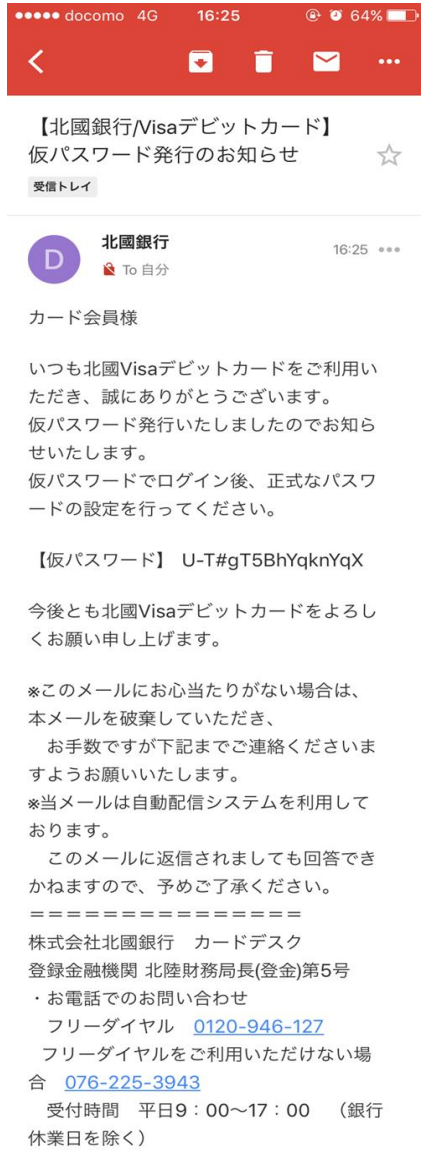 docomo 4G 16:25 64%
【北國銀行/Visaデビットカード】
仮パスワード発行のお知らせ
受信トレイ
D
北國銀行
16:25
To 自分
カード会員様
いつも北國Visaデビットカードをご利用い
ただき、誠にありがとうございます。
仮パスワード発行いたしましたのでお知ら
せいたします。
仮パスワードでログイン後、正式なパスワ
ードの設定を行ってください。
【仮パスワード】 U-T#gT5BhYqknYqX
今後とも北國Visaデビットカードをよろし
くお願い申し上げます。
※このメールにお心当たりがない場合は、
本メールを破棄していただき、
　お手数ですが下記までご連絡くださいま
すようお願いいたします。
※当メールは自動配信システムを利用して
おります。
　このメールに返信されましても回答でき
かねますので、予めご了承ください。
＝＝＝＝＝＝＝＝＝＝＝＝＝＝＝
株式会社北國銀行　カードデスク
登録金融機関 北陸財務局長(登金)第5号
・お電話でのお問い合わせ
　フリーダイヤル　0120-946-127
　フリーダイヤルをご利用いただけない場
合　076-225-3943
　受付時間　平日9：00〜17：00　（銀行
休業日を除く）